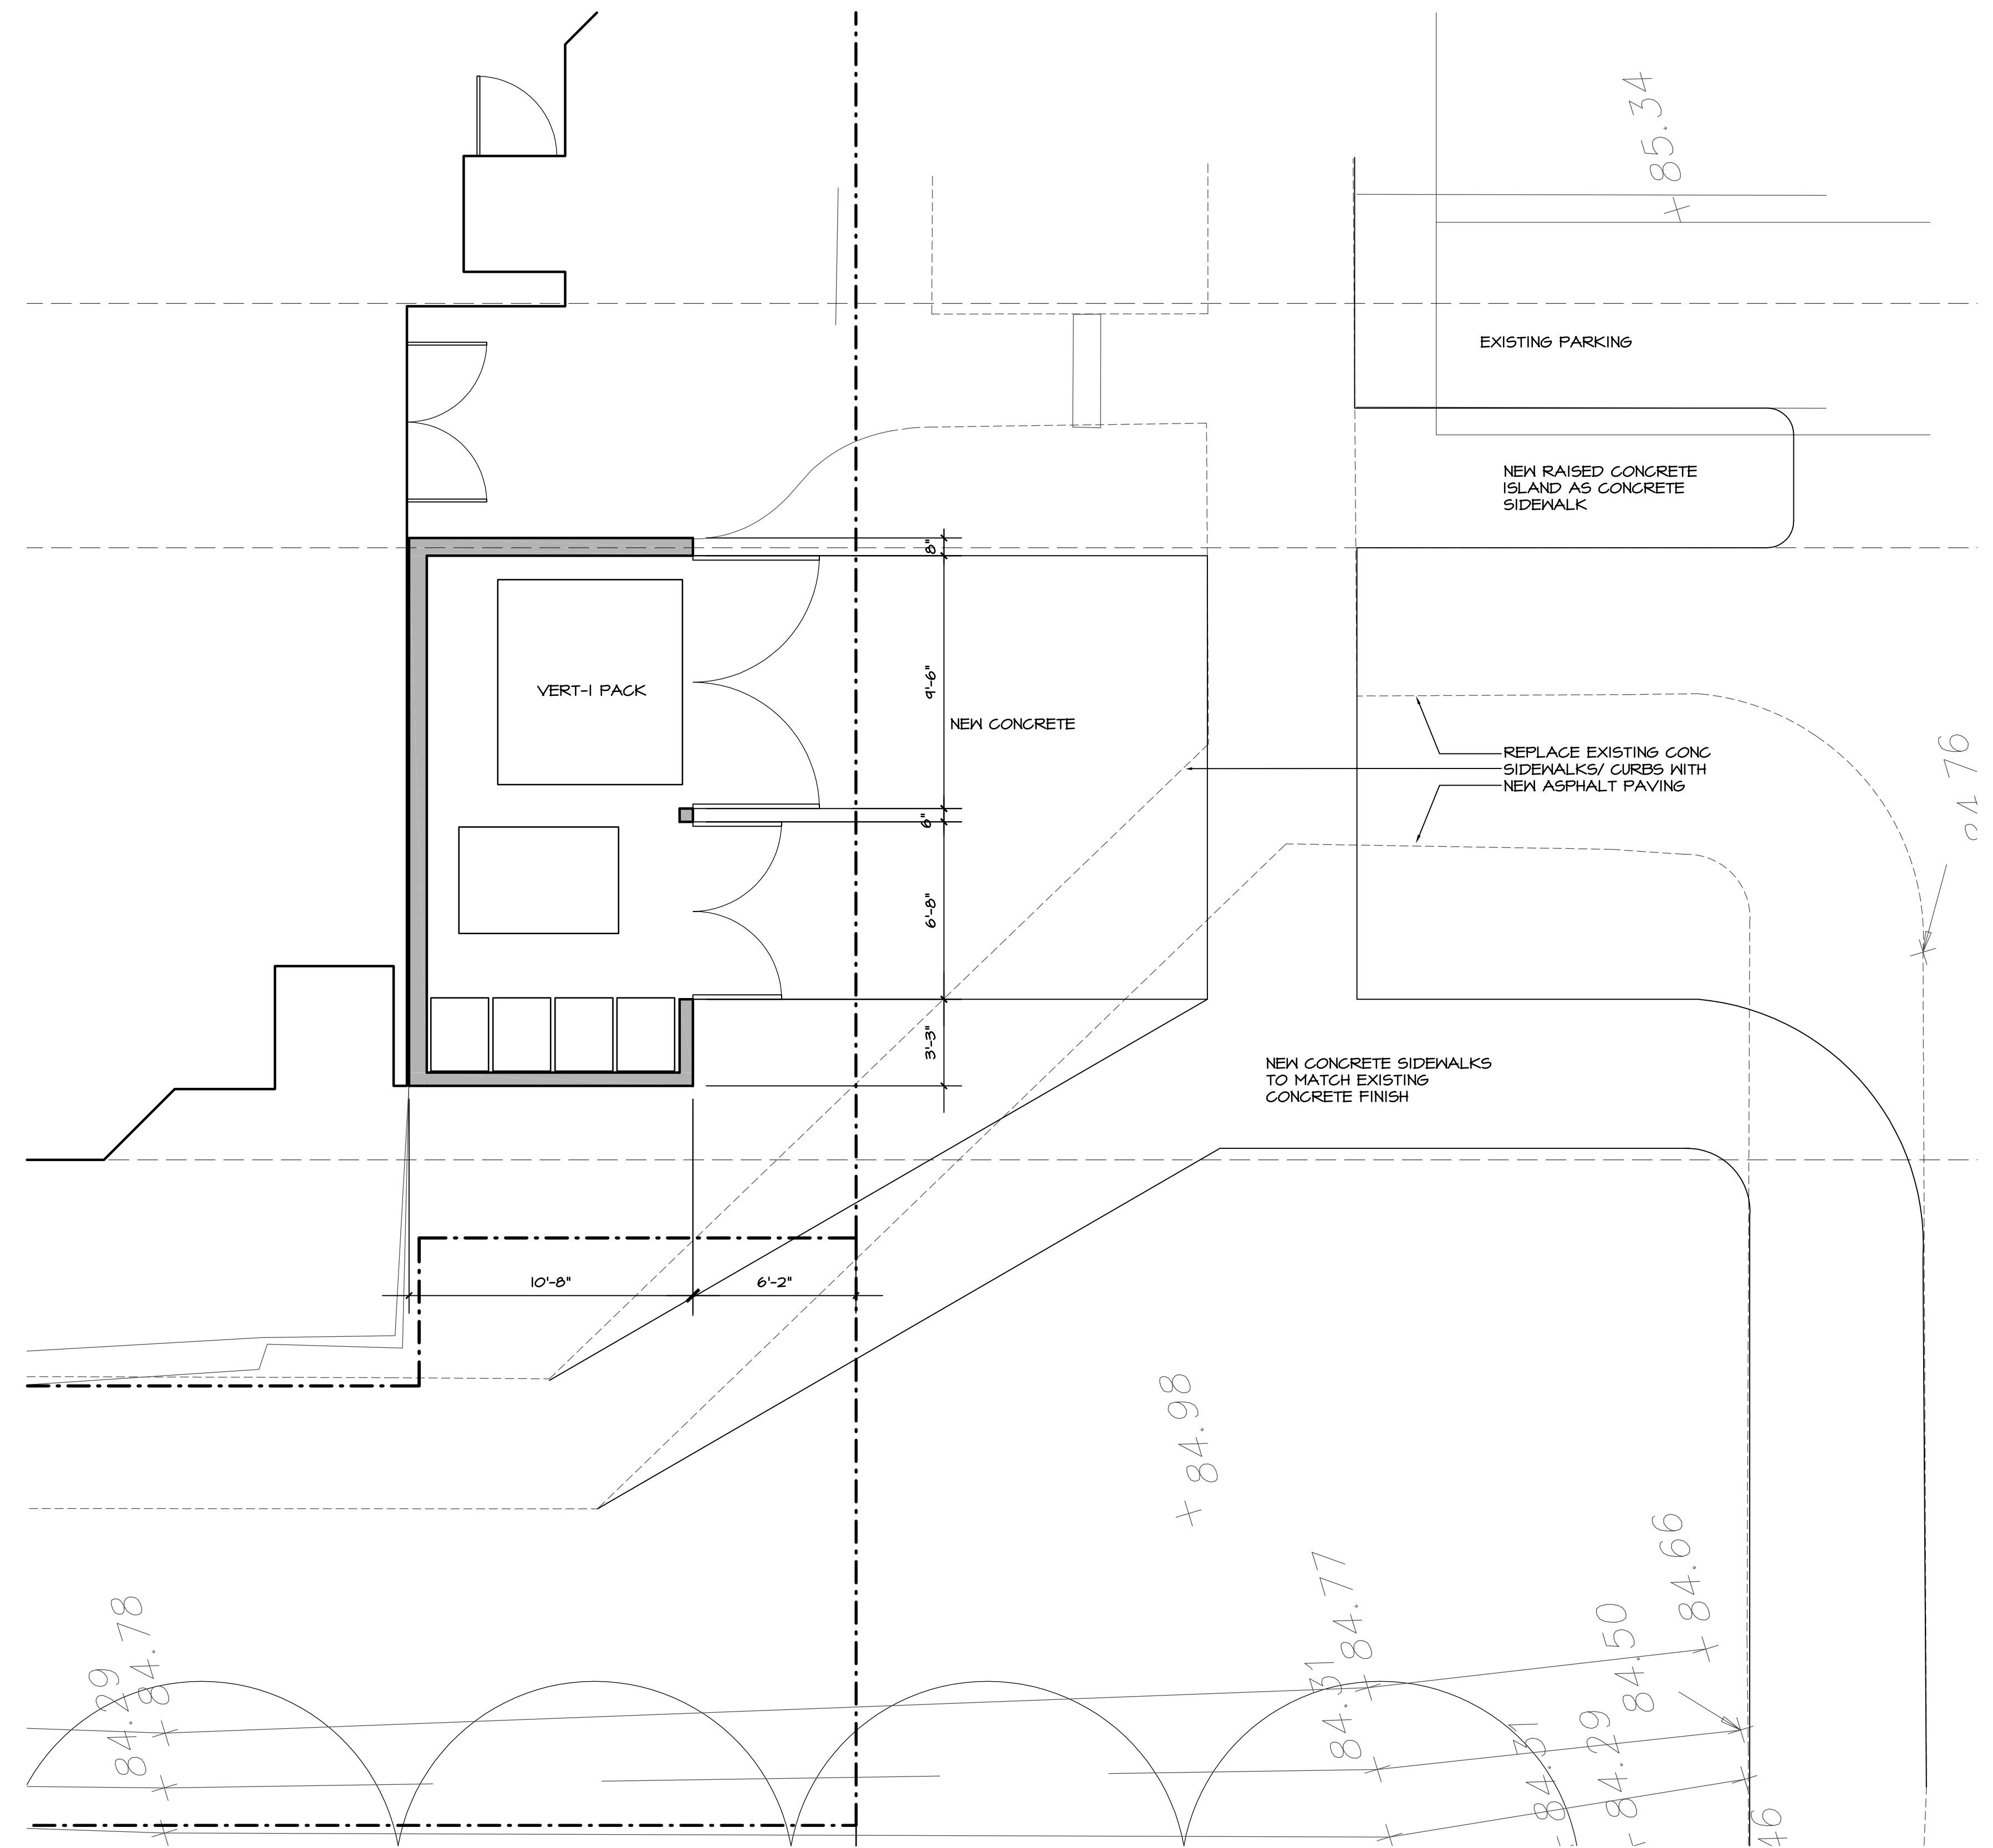 + 85.34
EXISTING PARKING
NEW RAISED CONCRETE
ISLAND AS CONCRETE
SIDEWALK
8"
9'-6"
VERT-I PACK
NEW CONCRETE
REPLACE EXISTING CONC
SIDEWALKS/ CURBS WITH
NEW ASPHALT PAVING
6"
6'-8"
3'-3"
NEW CONCRETE SIDEWALKS
TO MATCH EXISTING
CONCRETE FINISH
10'-8"
6'-2"
+ 84.98
+ 84.66
+ 84.77
84.50
84.78
84.29
84.31
84.31
84.29